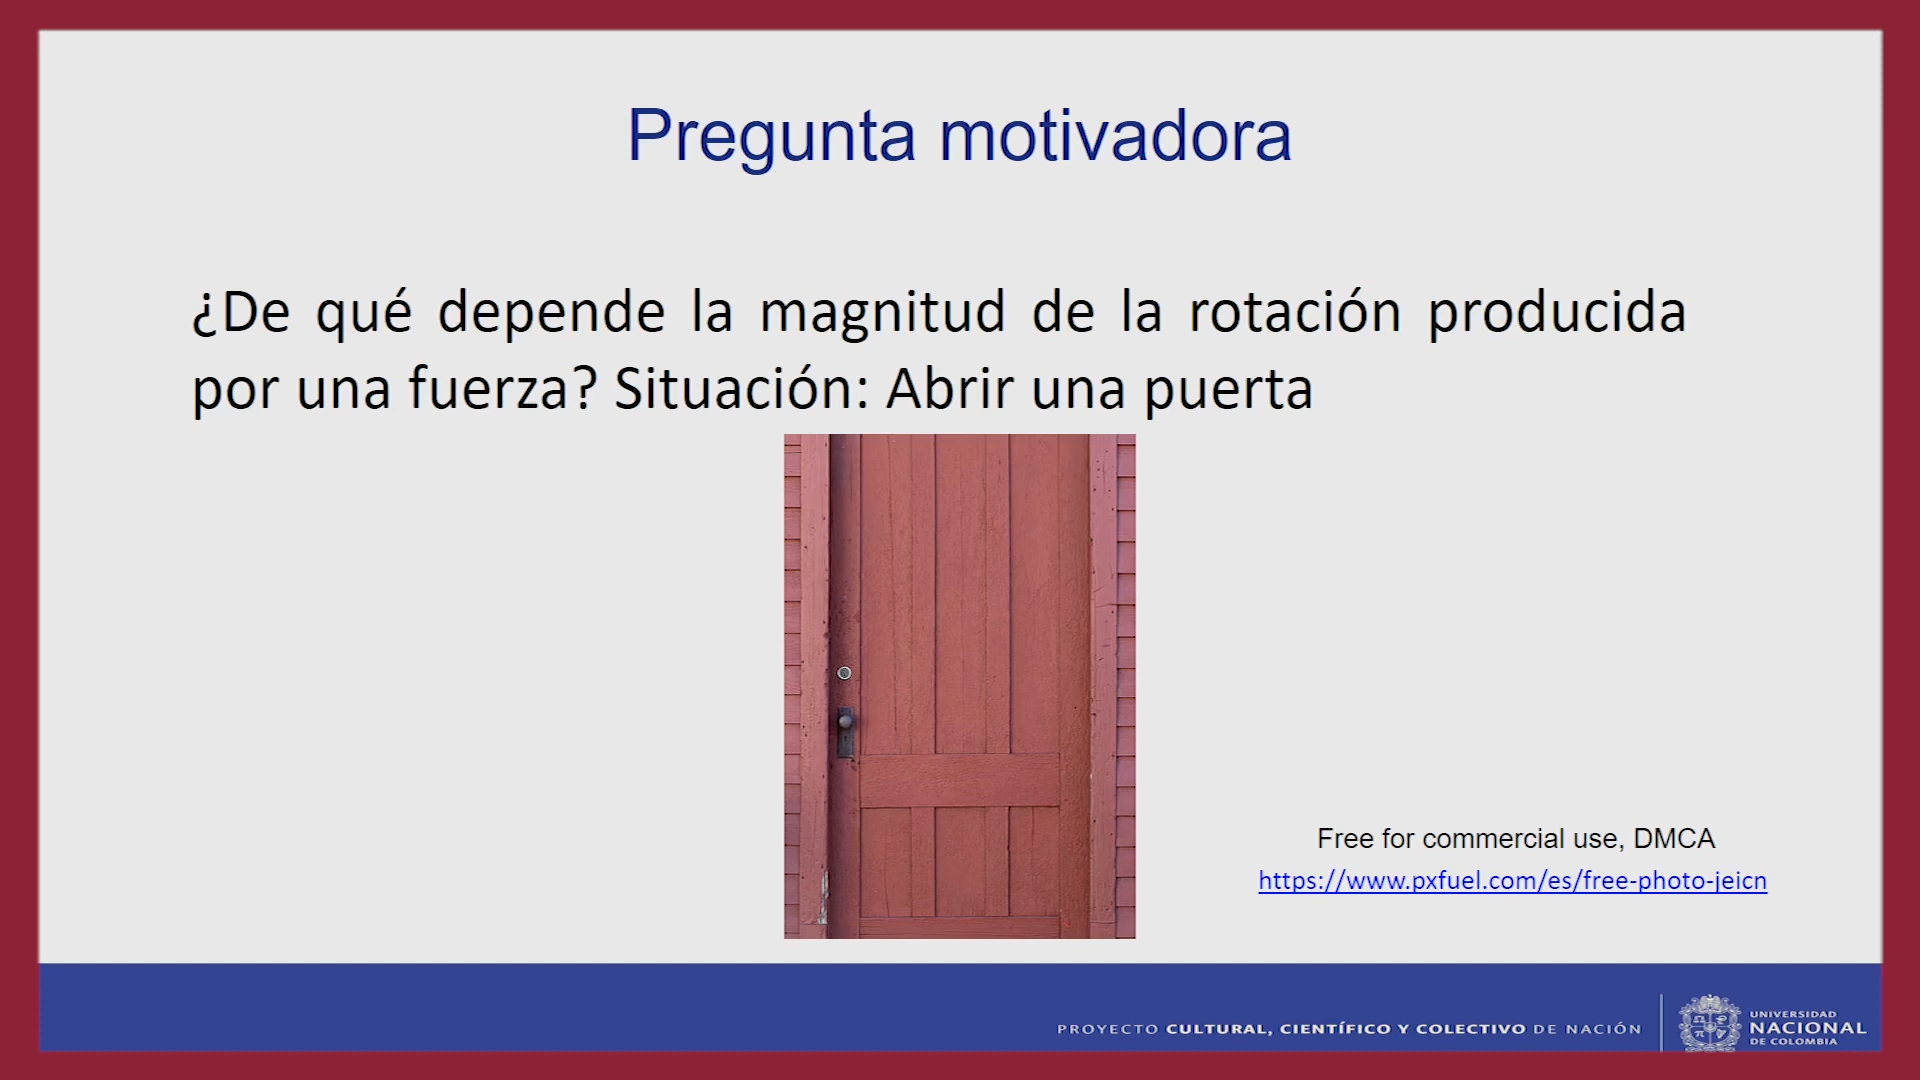 Pregunta motivadora
¿De qué depende la magnitud de la rotación producida
por una fuerza? Situación: Abrir una puerta
Free for commercial use, DMCA
https://www.pxfuel.com/es/free-photo-jeicn
PROYECTO CULTURAL, CIENTÍFICO Y COLECTIVO DE NACIÓN
UNIVERSIDAD
NACIONAL
DE COLOMBIA